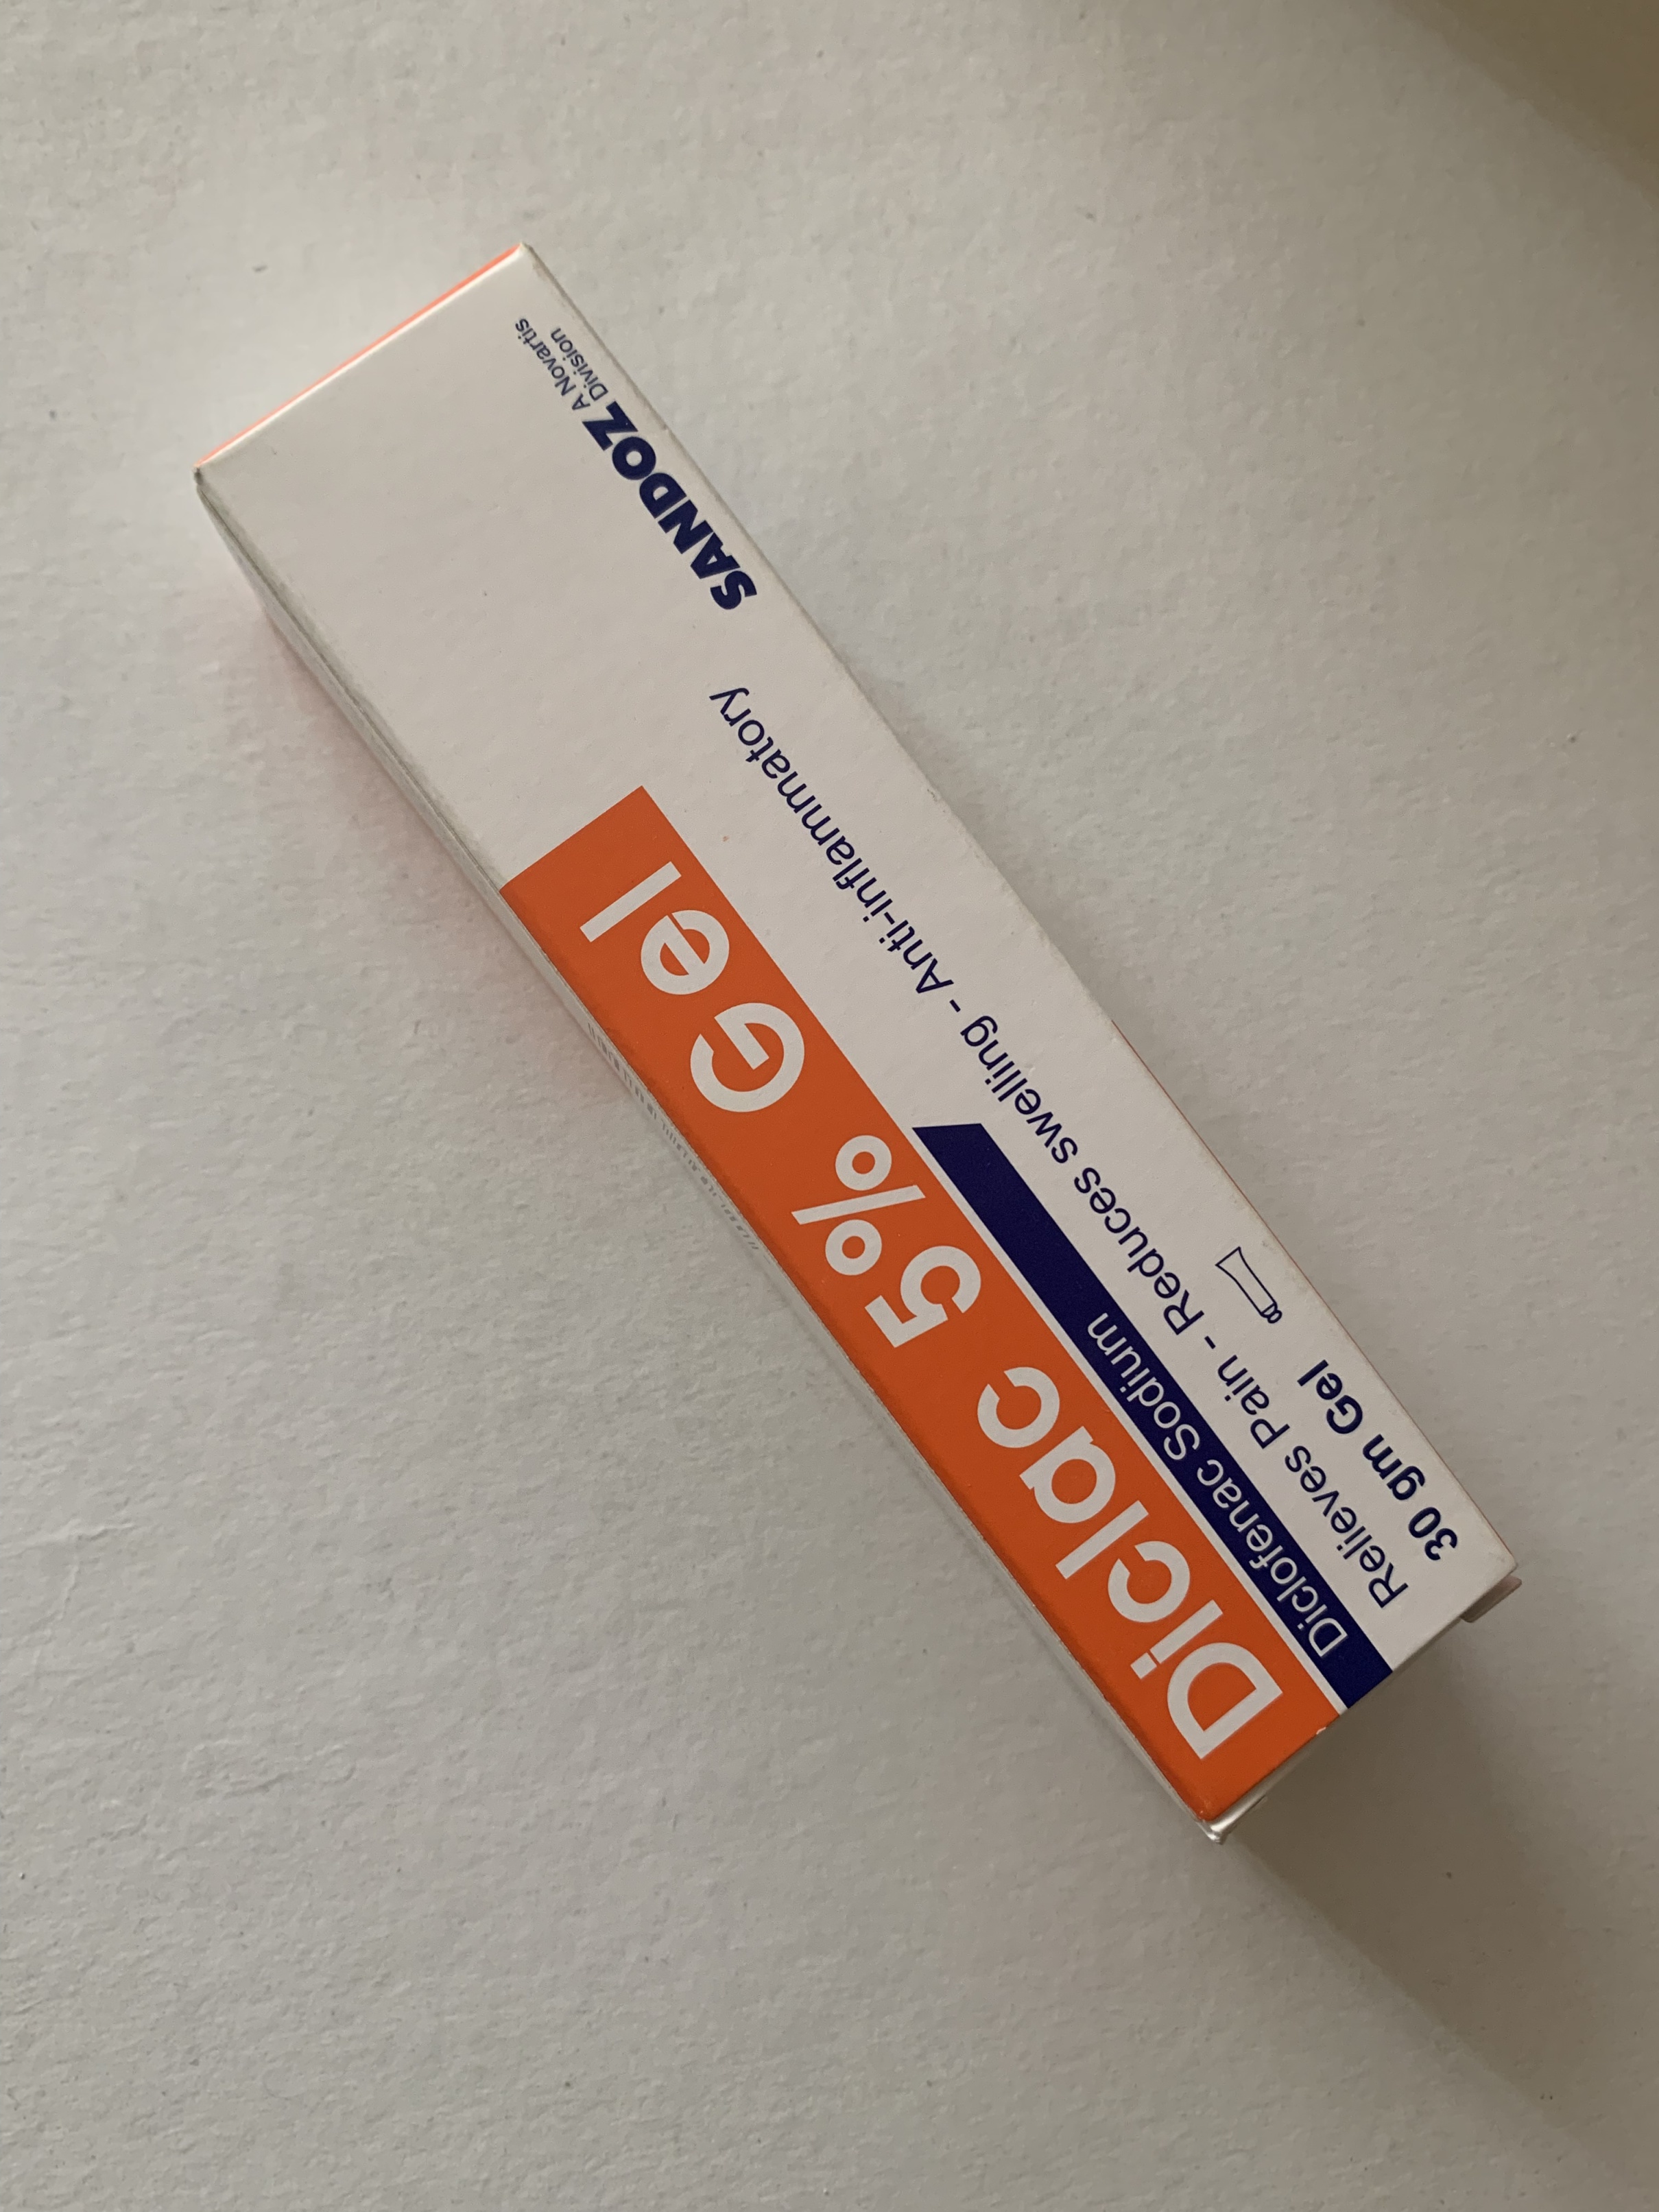 Diclac 5% Gel
Diclofenac Sodium
Relieves Pain - Reduces swelling - Anti-inflammatory
30 gm Gel
SANDOZ A Novartis
Division